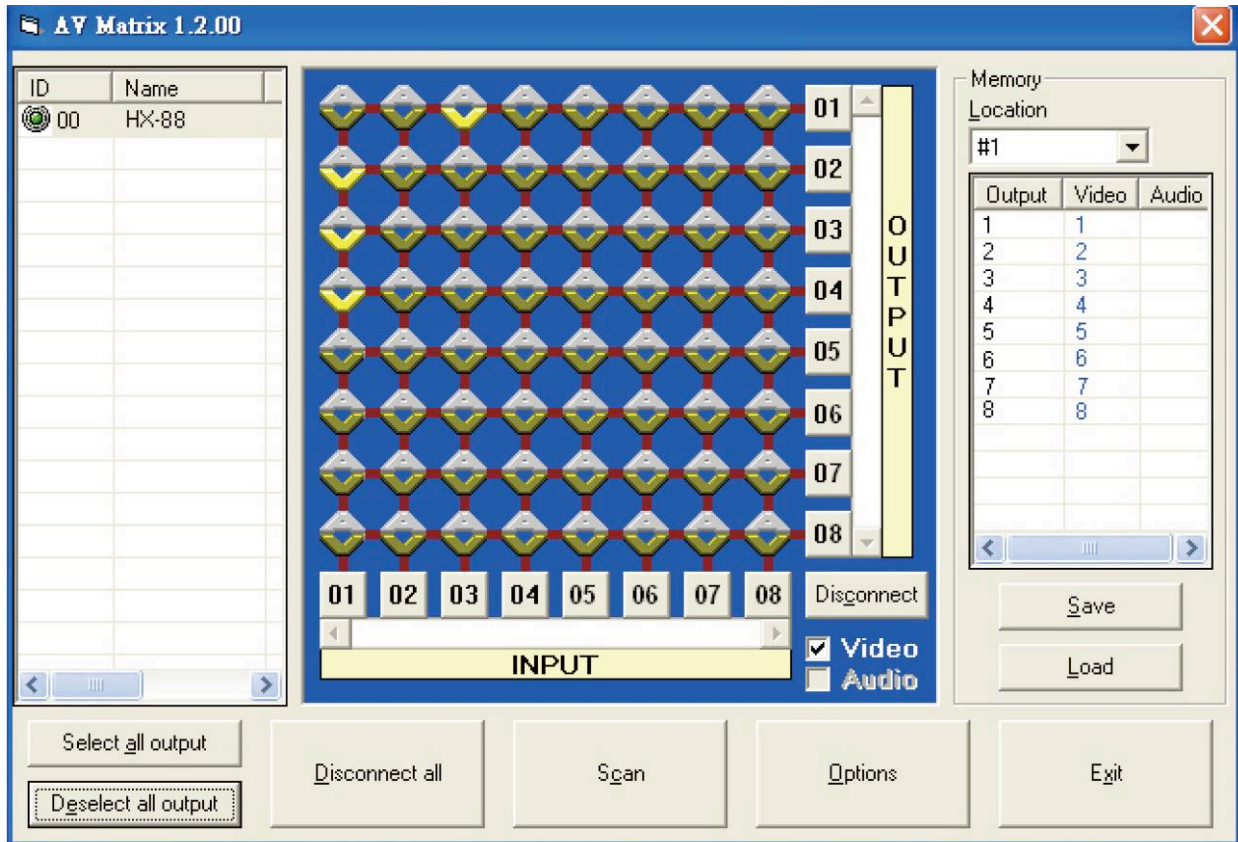 AV Matrix 1.2.00
ID Name
00 HX-88
01
02
03
04
05
06
07
08
OUTPUT
01 02 03 04 05 06 07 08
Disconnect
INPUT
Video
Audio
Memory
Location
#1
Output Video Audio
1 1
2 2
3 3
4 4
5 5
6 6
7 7
8 8
Save
Load
Select all output
Deselect all output
Disconnect all
Scan
Options
Exit